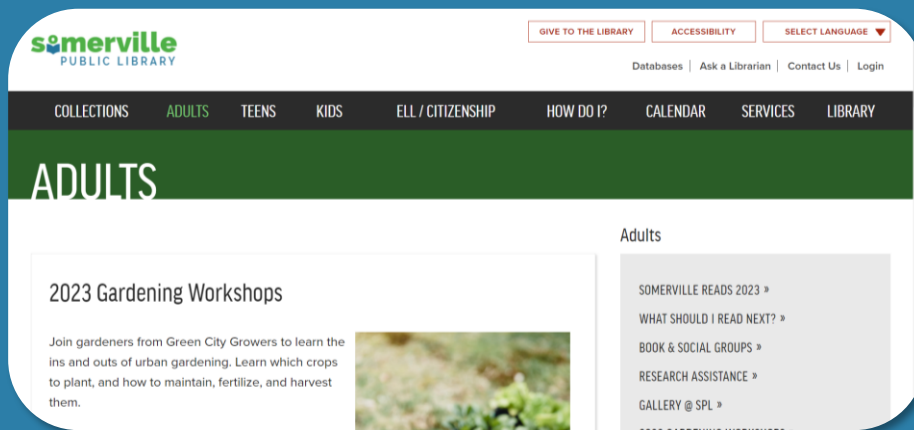 somerville
PUBLIC LIBRARY
GIVE TO THE LIBRARY
ACCESSIBILITY
SELECT LANGUAGE
Databases | Ask a Librarian | Contact Us | Login
COLLECTIONS ADULTS TEENS KIDS ELL / CITIZENSHIP HOW DO I? CALENDAR SERVICES LIBRARY
ADULTS
2023 Gardening Workshops
Join gardeners from Green City Growers to learn the
ins and outs of urban gardening. Learn which crops
to plant, and how to maintain, fertilize, and harvest
them.
Adults
SOMERVILLE READS 2023 »
WHAT SHOULD I READ NEXT? »
BOOK & SOCIAL GROUPS »
RESEARCH ASSISTANCE »
GALLERY @ SPL »
2023 GARDENING WORKSHOPS